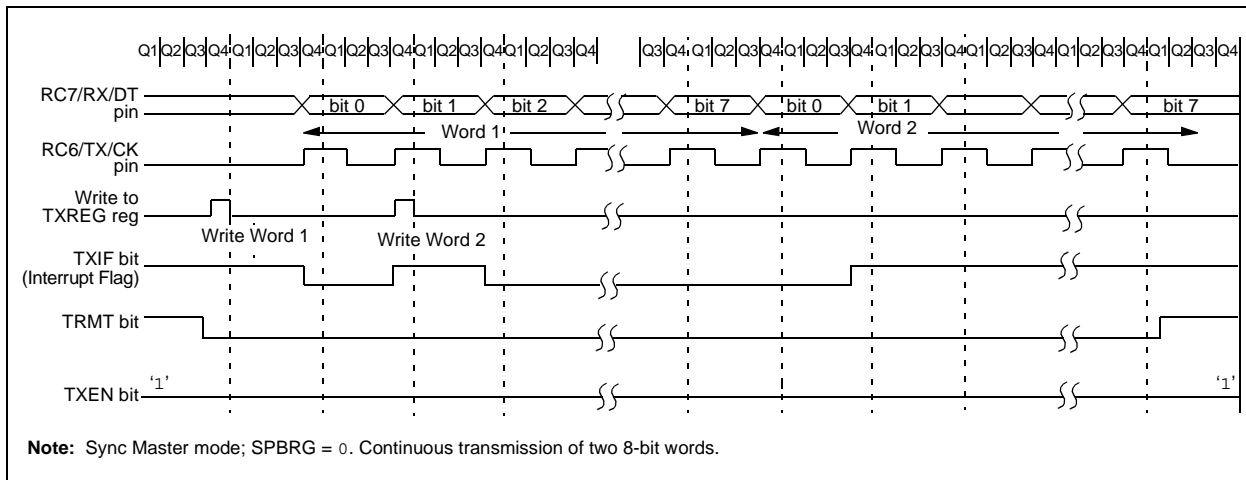 Q1 Q2 Q3 Q4 Q1 Q2 Q3 Q4 Q1 Q2 Q3 Q4 Q1 Q2 Q3 Q4 Q1 Q2 Q3 Q4 Q3 Q4 Q1 Q2 Q3 Q4 Q1 Q2 Q3 Q4 Q1 Q2 Q3 Q4 Q1 Q2 Q3 Q4 Q1 Q2 Q3 Q4 Q1 Q2 Q3 Q4
RC7/RX/DT
pin
bit 0 bit 1 bit 2 bit 7 bit 0 bit 1 bit 7
Word 1 Word 2
RC6/TX/CK
pin
Write to
TXREG reg
Write Word 1 Write Word 2
TXIF bit
(Interrupt Flag)
TRMT bit
TXEN bit ‘1’ ‘1’
Note: Sync Master mode; SPBRG = 0. Continuous transmission of two 8-bit words.